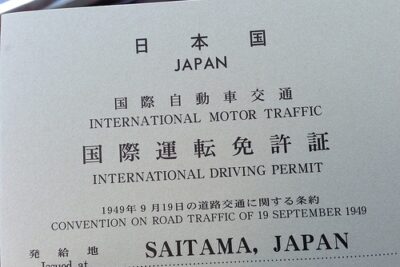 日本国
JAPAN
国際自動車交通
INTERNATIONAL MOTOR TRAFFIC
国際運転免許証
INTERNATIONAL DRIVING PERMIT
1949年9月19日の道路交通に関する条約
CONVENTION ON ROAD TRAFFIC OF 19 SEPTEMBER 1949
発給地 SAITAMA, JAPAN
Issued at